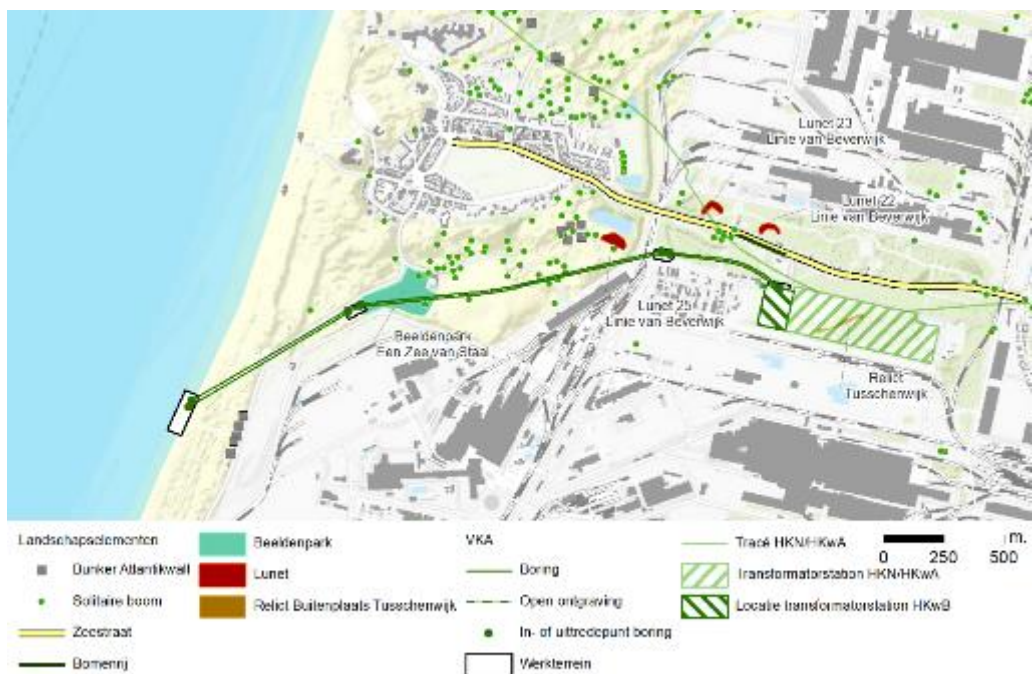 Lunet 23
Linie van Beverwijk
Lunet 22
Linie van Beverwijk
Lunet 25
Linie van Beverwijk
Beeldenpark
Een Zee van Staal
Relict
Tusschenwijk
Landschapselementen
Bunker Atlantikwall
Solitaire boom
Zeestraat
Bomenrij
Beeldenpark
Lunet
Relict Buitenplaats Tusschenwijk
VKA
Boring
Open ontgraving
In- of uittredepunt boring
Werkterrein
Tracé HKN/HKwA
Transformatorstation HKN/HKwA
Locatie transformatorstation HKwB
m.
0 250 500